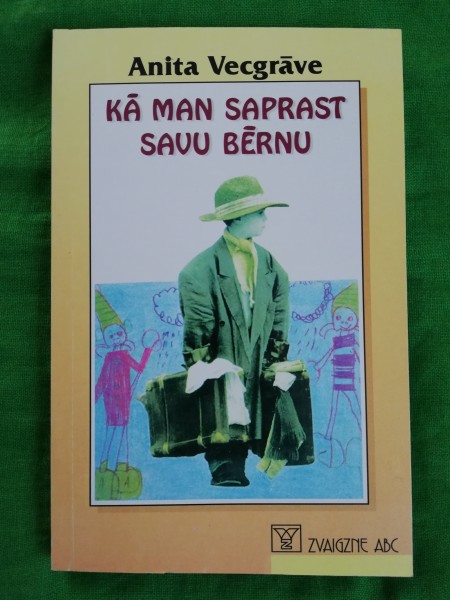 Anita Vecgrāve
KĀ MAN SAPRAST
SAVU BĒRNU
ZVAIGZNE ABC